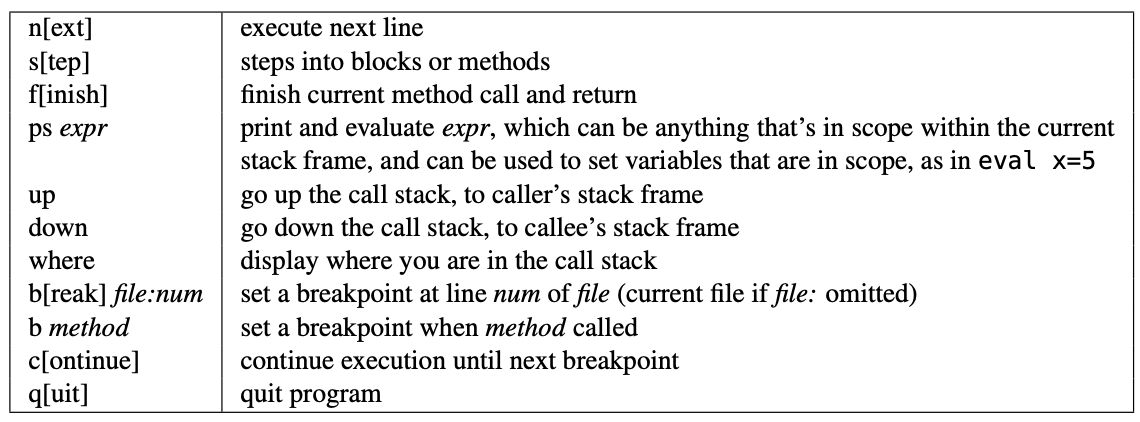 n[ext] execute next line
s[tep] steps into blocks or methods
f[inish] finish current method call and return
ps expr print and evaluate expr, which can be anything that’s in scope within the current
stack frame, and can be used to set variables that are in scope, as in eval x=5
up go up the call stack, to caller’s stack frame
down go down the call stack, to callee’s stack frame
where display where you are in the call stack
b[reak] file:num set a breakpoint at line num of file (current file if file: omitted)
b method set a breakpoint when method called
c[ontinue] continue execution until next breakpoint
q[uit] quit program